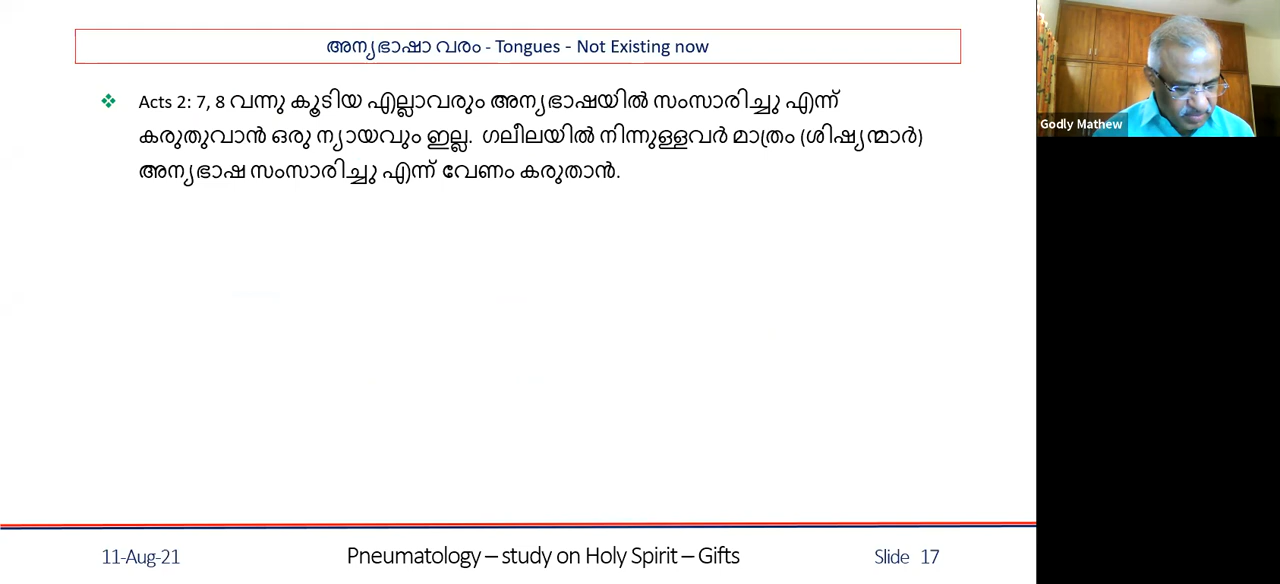 അന്യഭാഷാ വരം - Tongues - Not Existing now
❖ Acts 2: 7, 8 വന്നു കൂടിയ എല്ലാവരും അന്യഭാഷയിൽ സംസാരിച്ചു എന്ന്
കരുതുവാൻ ഒരു ന്യായവും ഇല്ല. ഗലീലയിൽ നിന്നുള്ളവർ മാത്രം (ശിഷ്യന്മാർ)
അന്യഭാഷ സംസാരിച്ചു എന്ന് വേണം കരുതാൻ.
Godly Mathew
11-Aug-21 Pneumatology – study on Holy Spirit – Gifts Slide 17